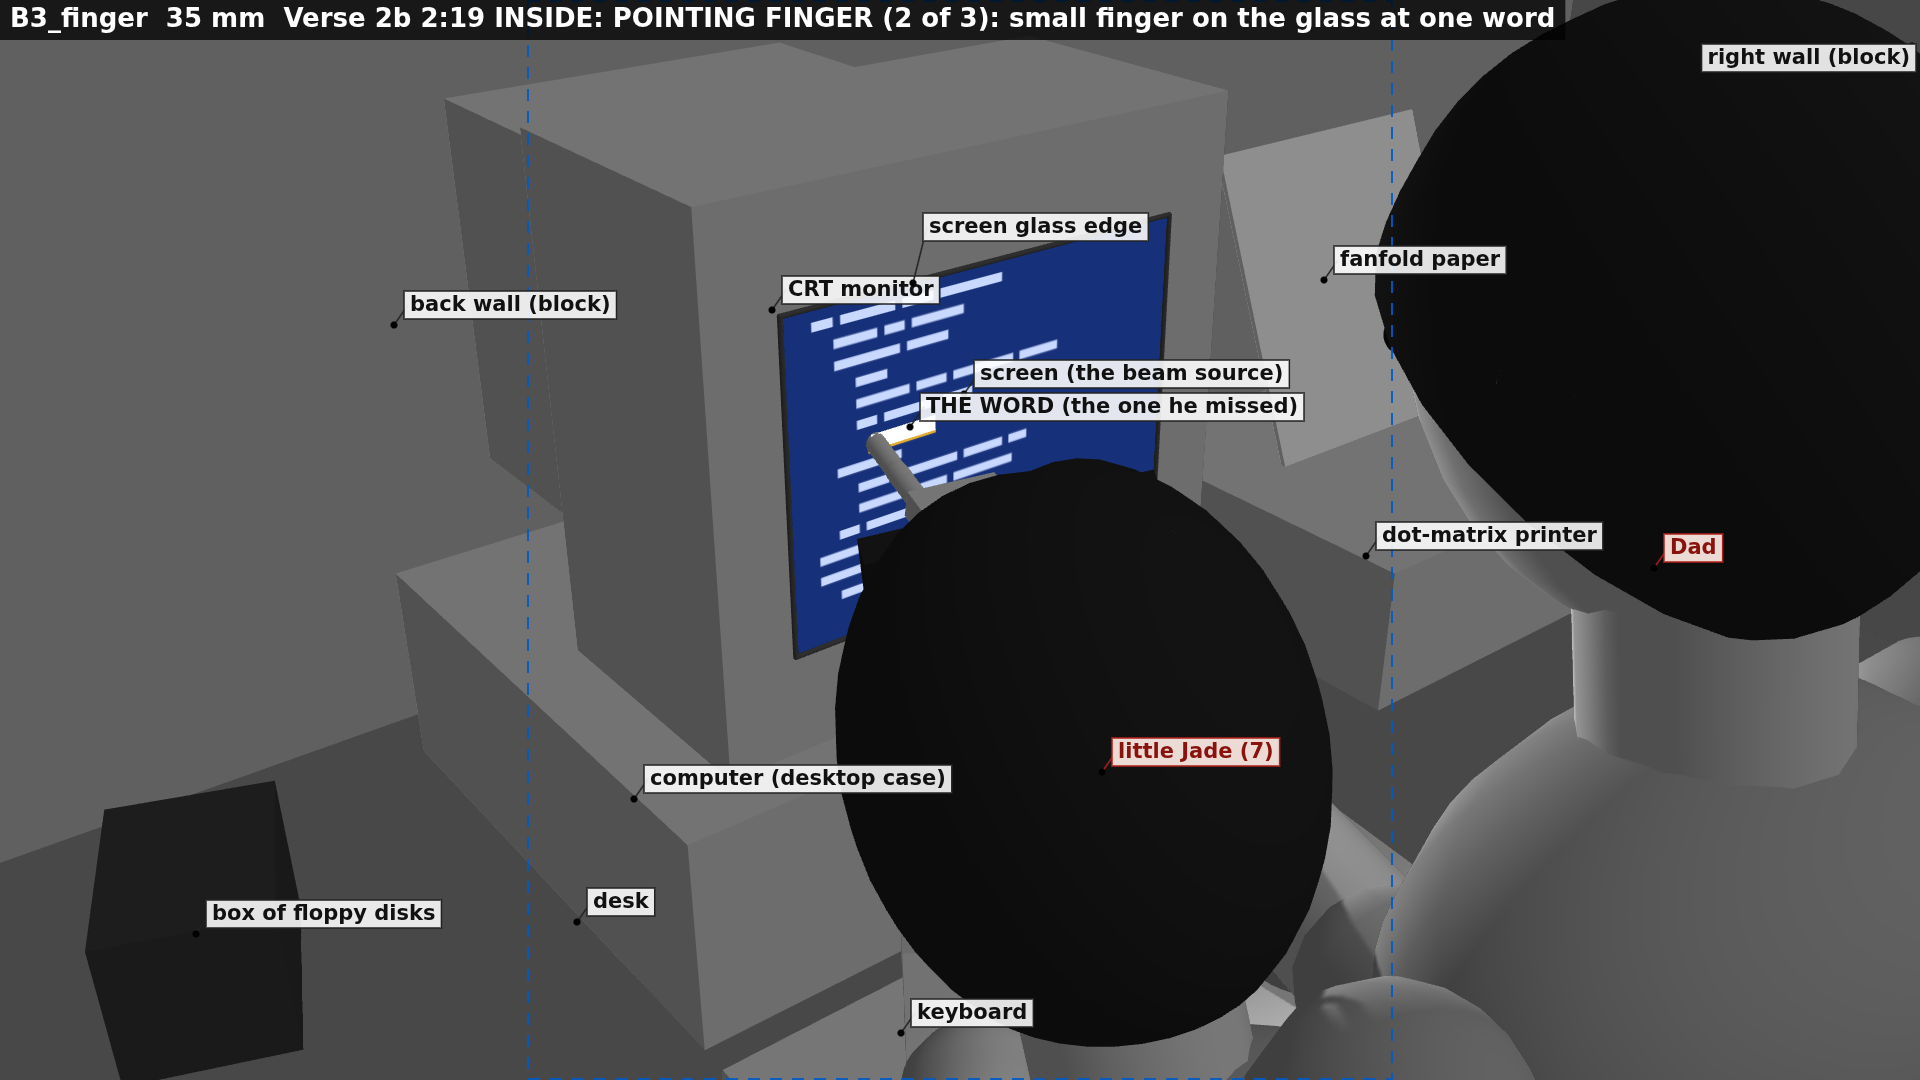 B3_finger 35 mm Verse 2b 2:19 INSIDE: POINTING FINGER (2 of 3): small finger on the glass at one word
right wall (block)
screen glass edge
fanfold paper
CRT monitor
back wall (block)
screen (the beam source)
THE WORD (the one he missed)
dot-matrix printer
Dad
little Jade (7)
computer (desktop case)
desk
box of floppy disks
keyboard